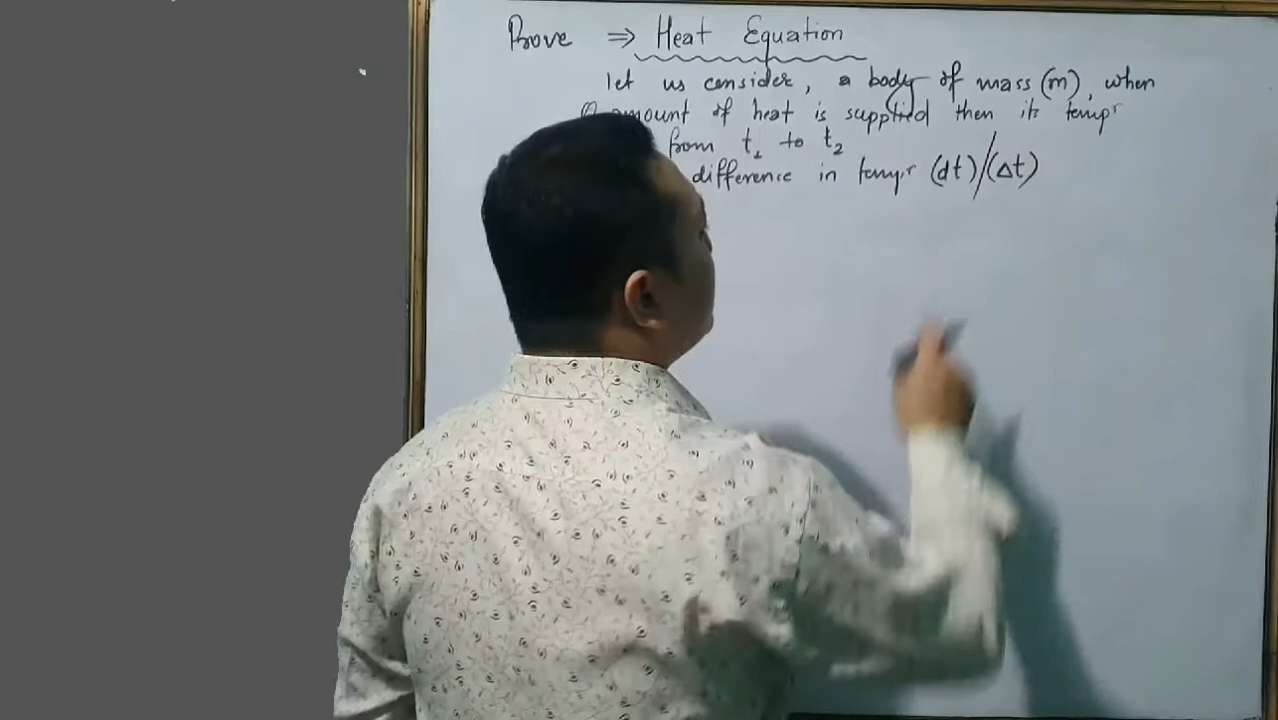 Prove ⇒ Heat Equation
let us consider, a body of mass (m), when
Q amount of heat is supplied then its tempr
from t₁ to t₂
difference in tempr (dt)/(Δt)